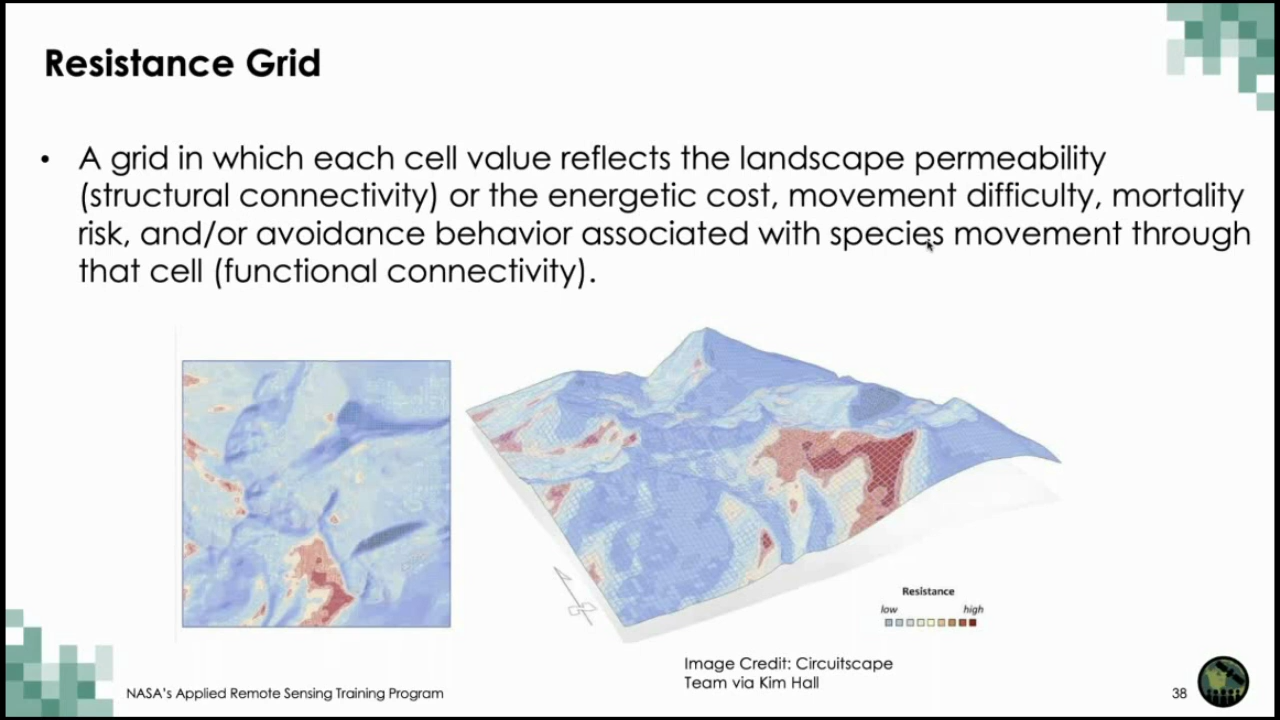 Resistance Grid
• A grid in which each cell value reflects the landscape permeability
(structural connectivity) or the energetic cost, movement difficulty, mortality
risk, and/or avoidance behavior associated with species movement through
that cell (functional connectivity).
Resistance
low high
Image Credit: Circuitscape
Team via Kim Hall
NASA's Applied Remote Sensing Training Program
38